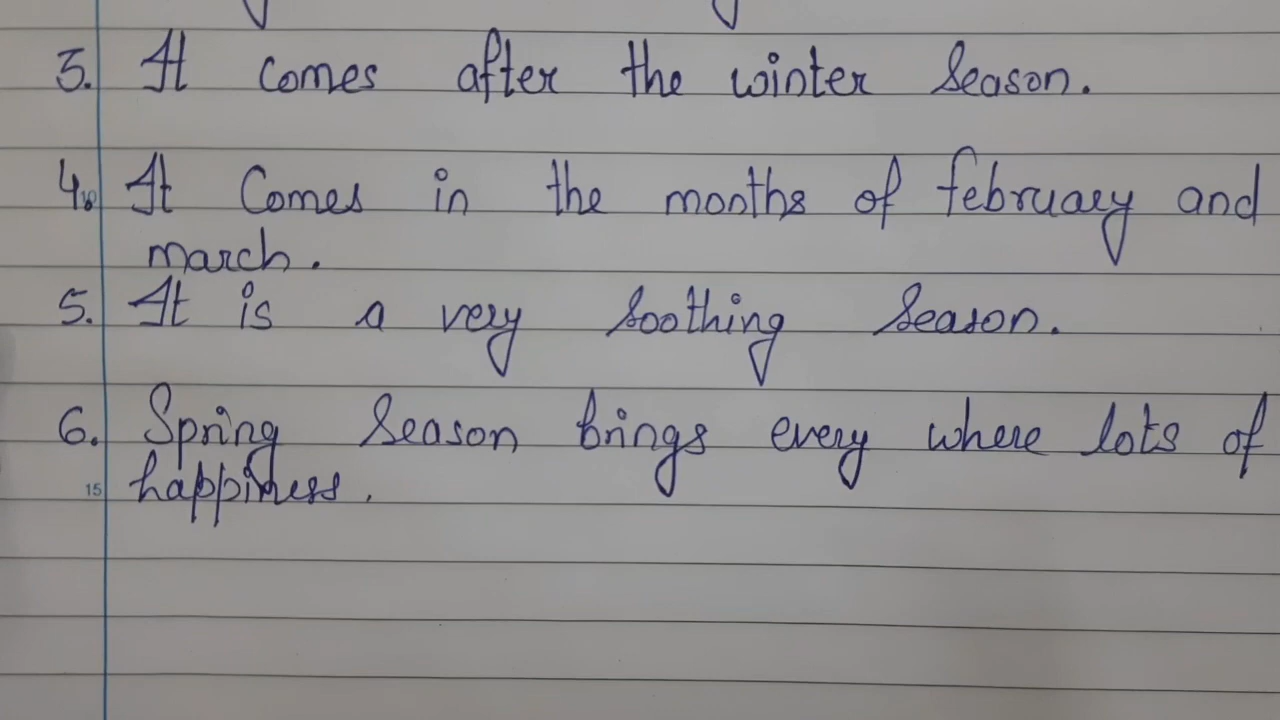 3. It comes after the winter season.
4. It Comes in the months of february and
march.
5. It is a very soothing season.
6. Spring season brings every where lots of
15 happiness.